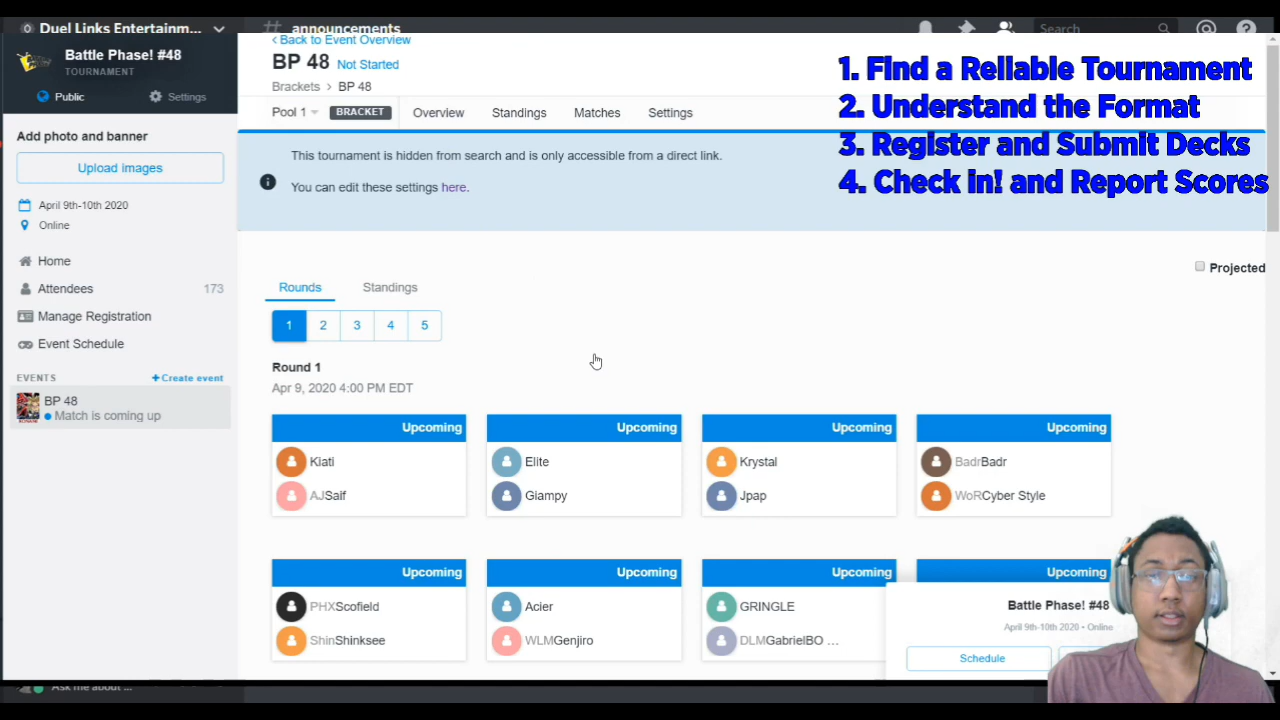 Duel Links Entertainm...
announcements
Search
Battle Phase! #48
TOURNAMENT
Public
Settings
Add photo and banner
Upload images
April 9th-10th 2020
Online
Home
Attendees 173
Manage Registration
Event Schedule
EVENTS
+Create event
BP 48
Match is coming up
Ask me about ...
< Back to Event Overview
BP 48 Not Started
Brackets > BP 48
Pool 1 BRACKET Overview Standings Matches Settings
This tournament is hidden from search and is only accessible from a direct link.
You can edit these settings here.
1. Find a Reliable Tournament
2. Understand the Format
3. Register and Submit Decks
4. Check in! and Report Scores
Projected
Rounds Standings
1 2 3 4 5
Round 1
Apr 9, 2020 4:00 PM EDT
Upcoming Upcoming Upcoming Upcoming
Kiati Elite Krystal BadrBadr
AJSaif Giampy Jpap WoRCyber Style
Upcoming Upcoming Upcoming Upcoming
PHXScofield Acier GRINGLE
ShinShinksee WLMGenjiro DLMGabrielBO ...
Battle Phase! #48
April 9th-10th 2020 • Online
Schedule